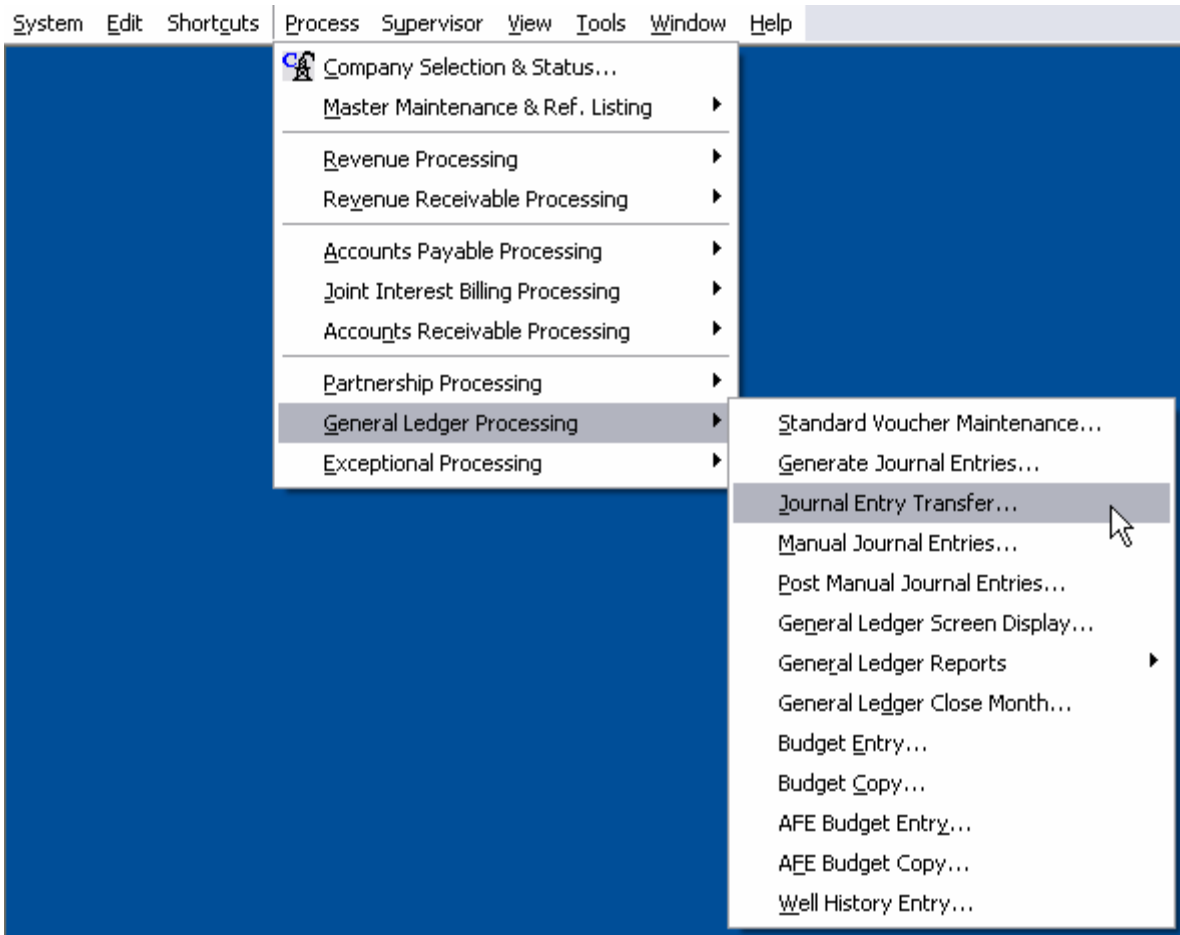 System Edit Shortcuts Process Supervisor View Tools Window Help
Company Selection & Status...
Master Maintenance & Ref. Listing
Revenue Processing
Revenue Receivable Processing
Accounts Payable Processing
Joint Interest Billing Processing
Accounts Receivable Processing
Partnership Processing
General Ledger Processing
Exceptional Processing
Standard Voucher Maintenance...
Generate Journal Entries...
Journal Entry Transfer...
Manual Journal Entries...
Post Manual Journal Entries...
General Ledger Screen Display...
General Ledger Reports
General Ledger Close Month...
Budget Entry...
Budget Copy...
AFE Budget Entry...
AFE Budget Copy...
Well History Entry...